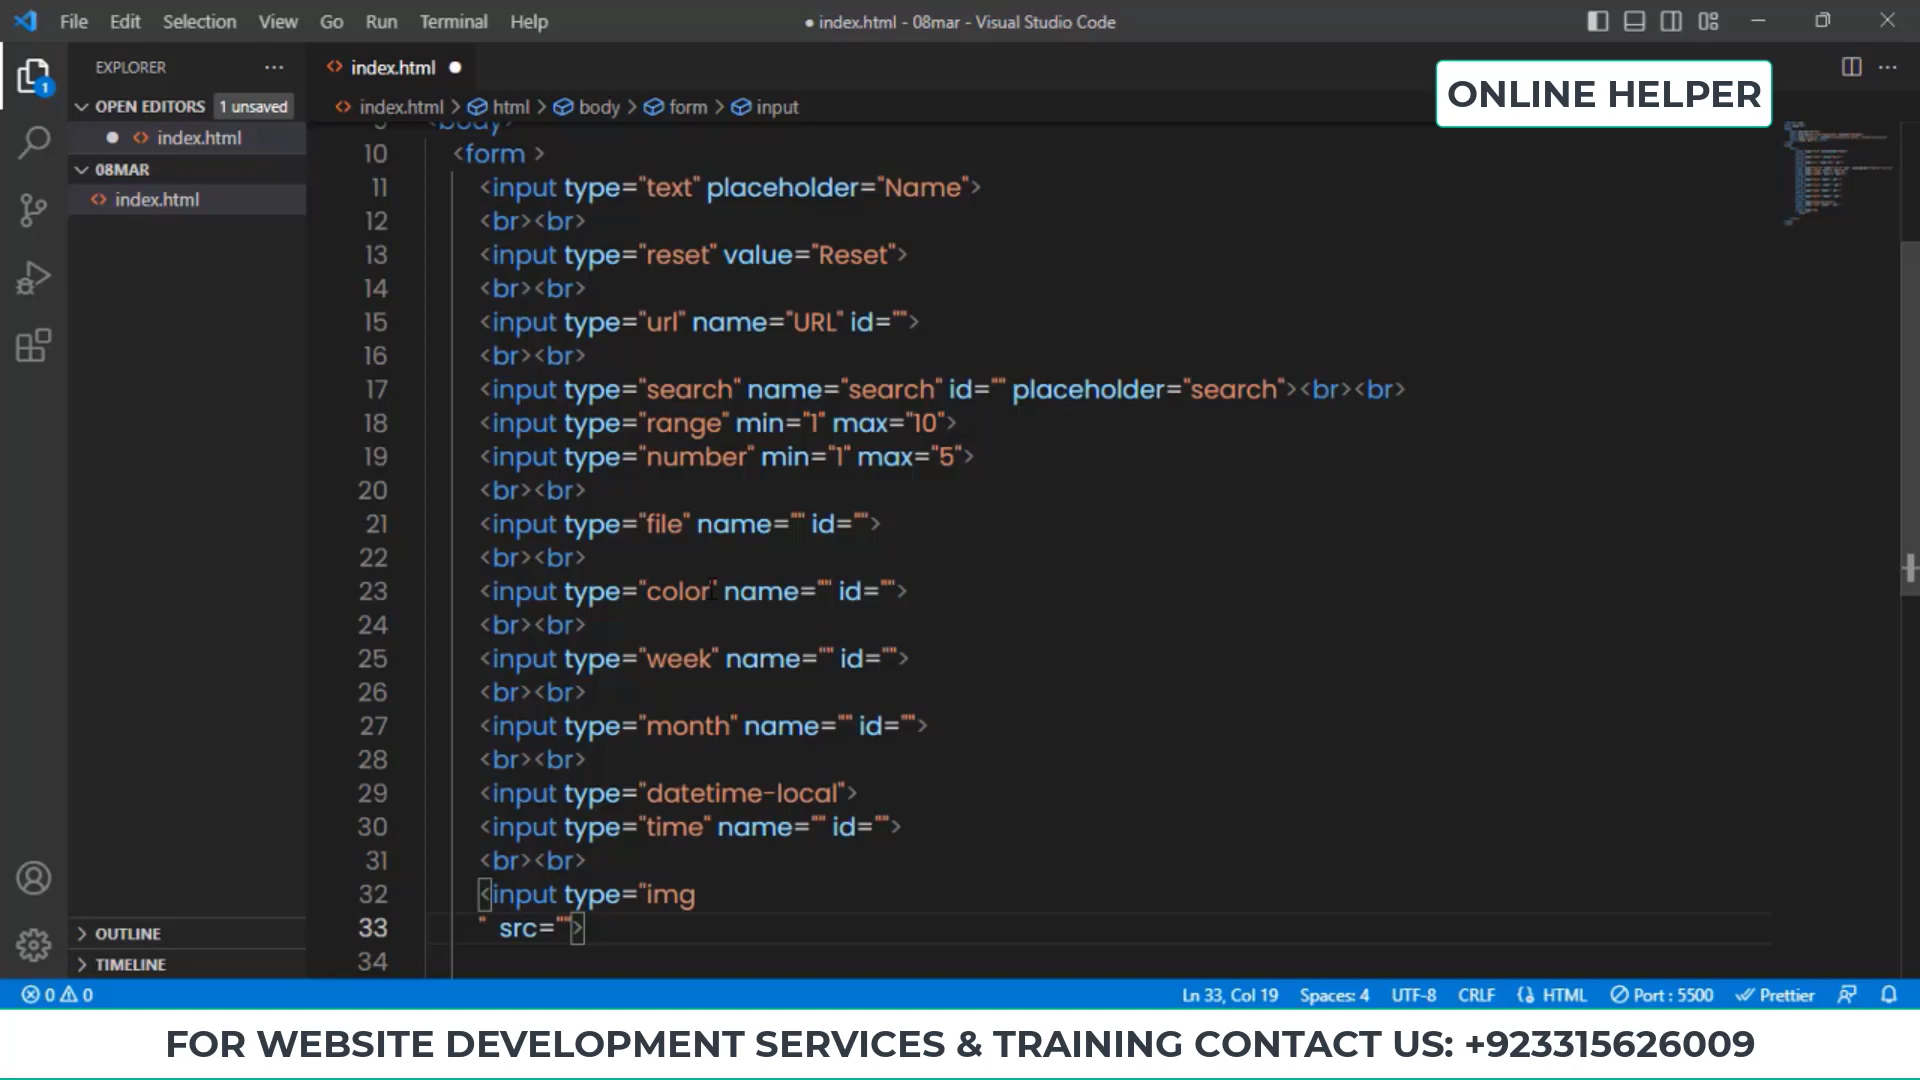 File Edit Selection View Go Run Terminal Help
● index.html - 08mar - Visual Studio Code
EXPLORER
index.html
ONLINE HELPER
1
OPEN EDITORS 1 unsaved
index.html > html > body > form > input
index.html
08MAR
index.html
9 <body>
10 <form >
11 <input type="text" placeholder="Name">
12 <br><br>
13 <input type="reset" value="Reset">
14 <br><br>
15 <input type="url" name="URL" id="">
16 <br><br>
17 <input type="search" name="search" id="" placeholder="search"><br><br>
18 <input type="range" min="1" max="10">
19 <input type="number" min="1" max="5">
20 <br><br>
21 <input type="file" name="" id="">
22 <br><br>
23 <input type="color" name="" id="">
24 <br><br>
25 <input type="week" name="" id="">
26 <br><br>
27 <input type="month" name="" id="">
28 <br><br>
29 <input type="datetime-local">
30 <input type="time" name="" id="">
31 <br><br>
32 <input type="img
33 " src="">
34
OUTLINE
TIMELINE
0 0 Ln 33, Col 19 Spaces: 4 UTF-8 CRLF HTML Port : 5500 Prettier
FOR WEBSITE DEVELOPMENT SERVICES & TRAINING CONTACT US: +923315626009